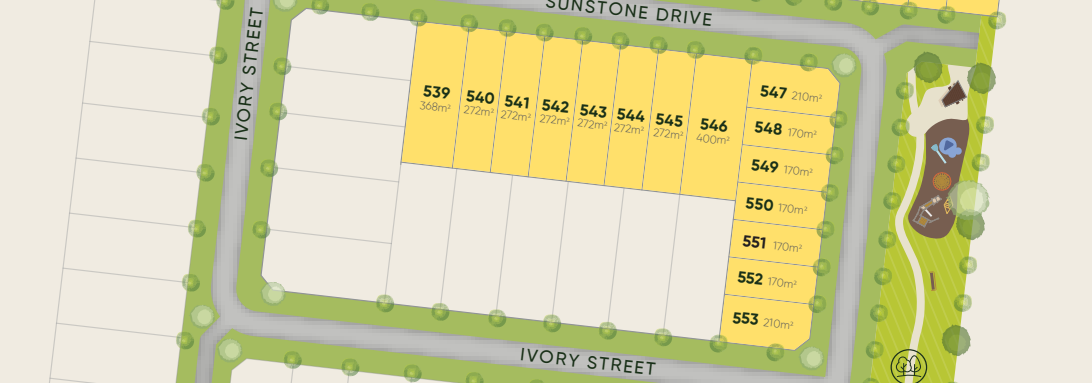 SUNSTONE DRIVE
IVORY STREET
539
368m²
540
272m²
541
272m²
542
272m²
543
272m²
544
272m²
545
272m²
546
400m²
547 210m²
548 170m²
549 170m²
550 170m²
551 170m²
552 170m²
553 210m²
IVORY STREET